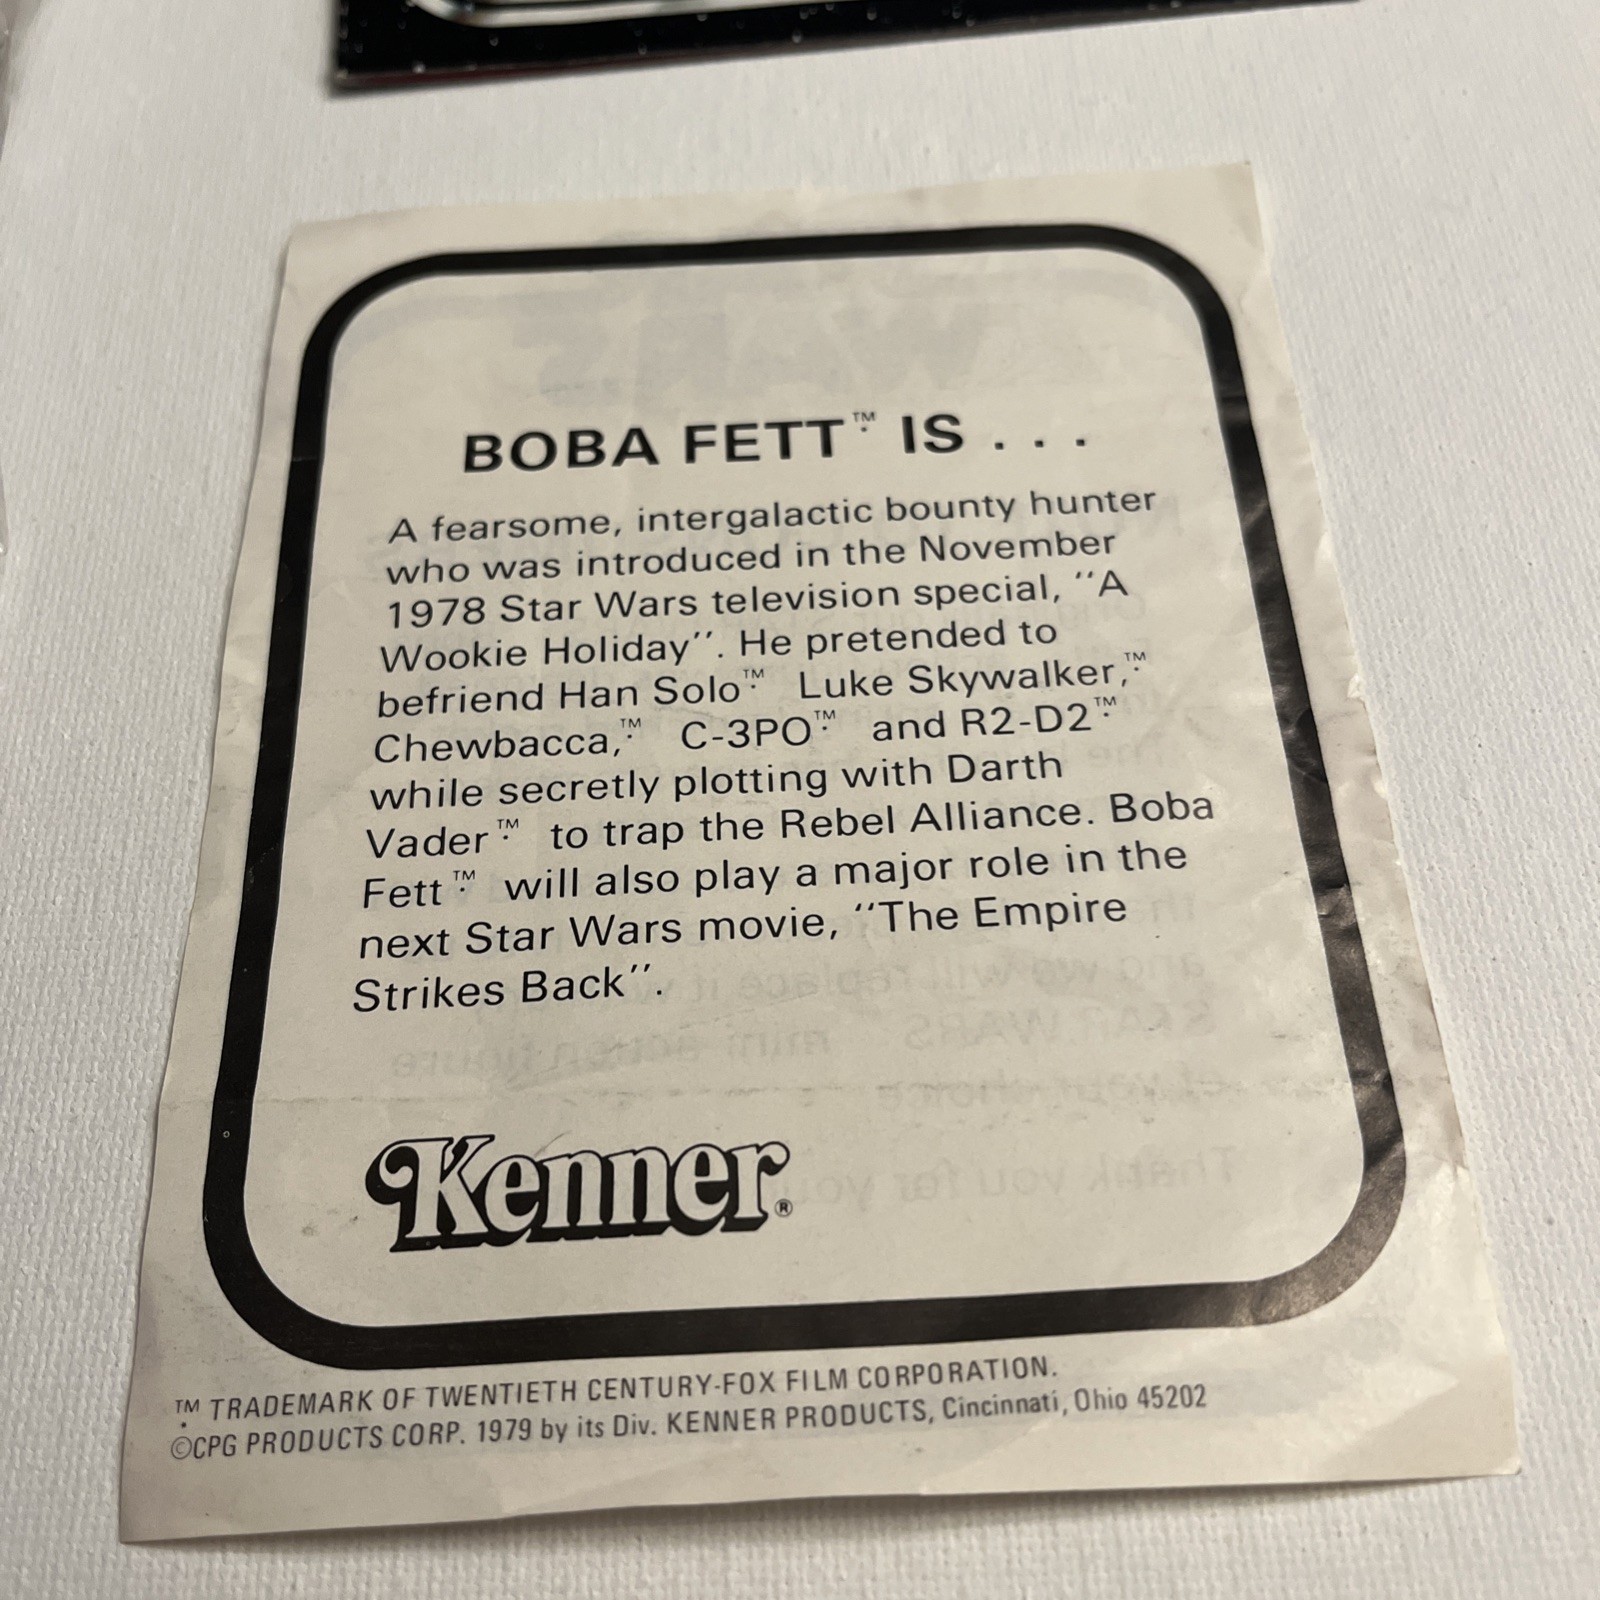 BOBA FETT™ IS . . .
A fearsome, intergalactic bounty hunter
who was introduced in the November
1978 Star Wars television special, "A
Wookie Holiday". He pretended to
befriend Han Solo™ Luke Skywalker,™
Chewbacca,™ C-3PO™ and R2-D2™
while secretly plotting with Darth
Vader™ to trap the Rebel Alliance. Boba
Fett™ will also play a major role in the
next Star Wars movie, "The Empire
Strikes Back".
Kenner®
™ TRADEMARK OF TWENTIETH CENTURY-FOX FILM CORPORATION.
©CPG PRODUCTS CORP. 1979 by its Div. KENNER PRODUCTS, Cincinnati, Ohio 45202